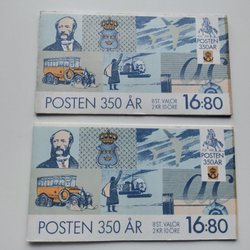 POSTEN
350 ÅR
POSTEN 350 ÅR
8 ST. VALÖR
2 KR 10 ÖRE
16:80
POSTEN
350 ÅR
POSTEN 350 ÅR
8 ST. VALÖR
2 KR 10 ÖRE
16:80